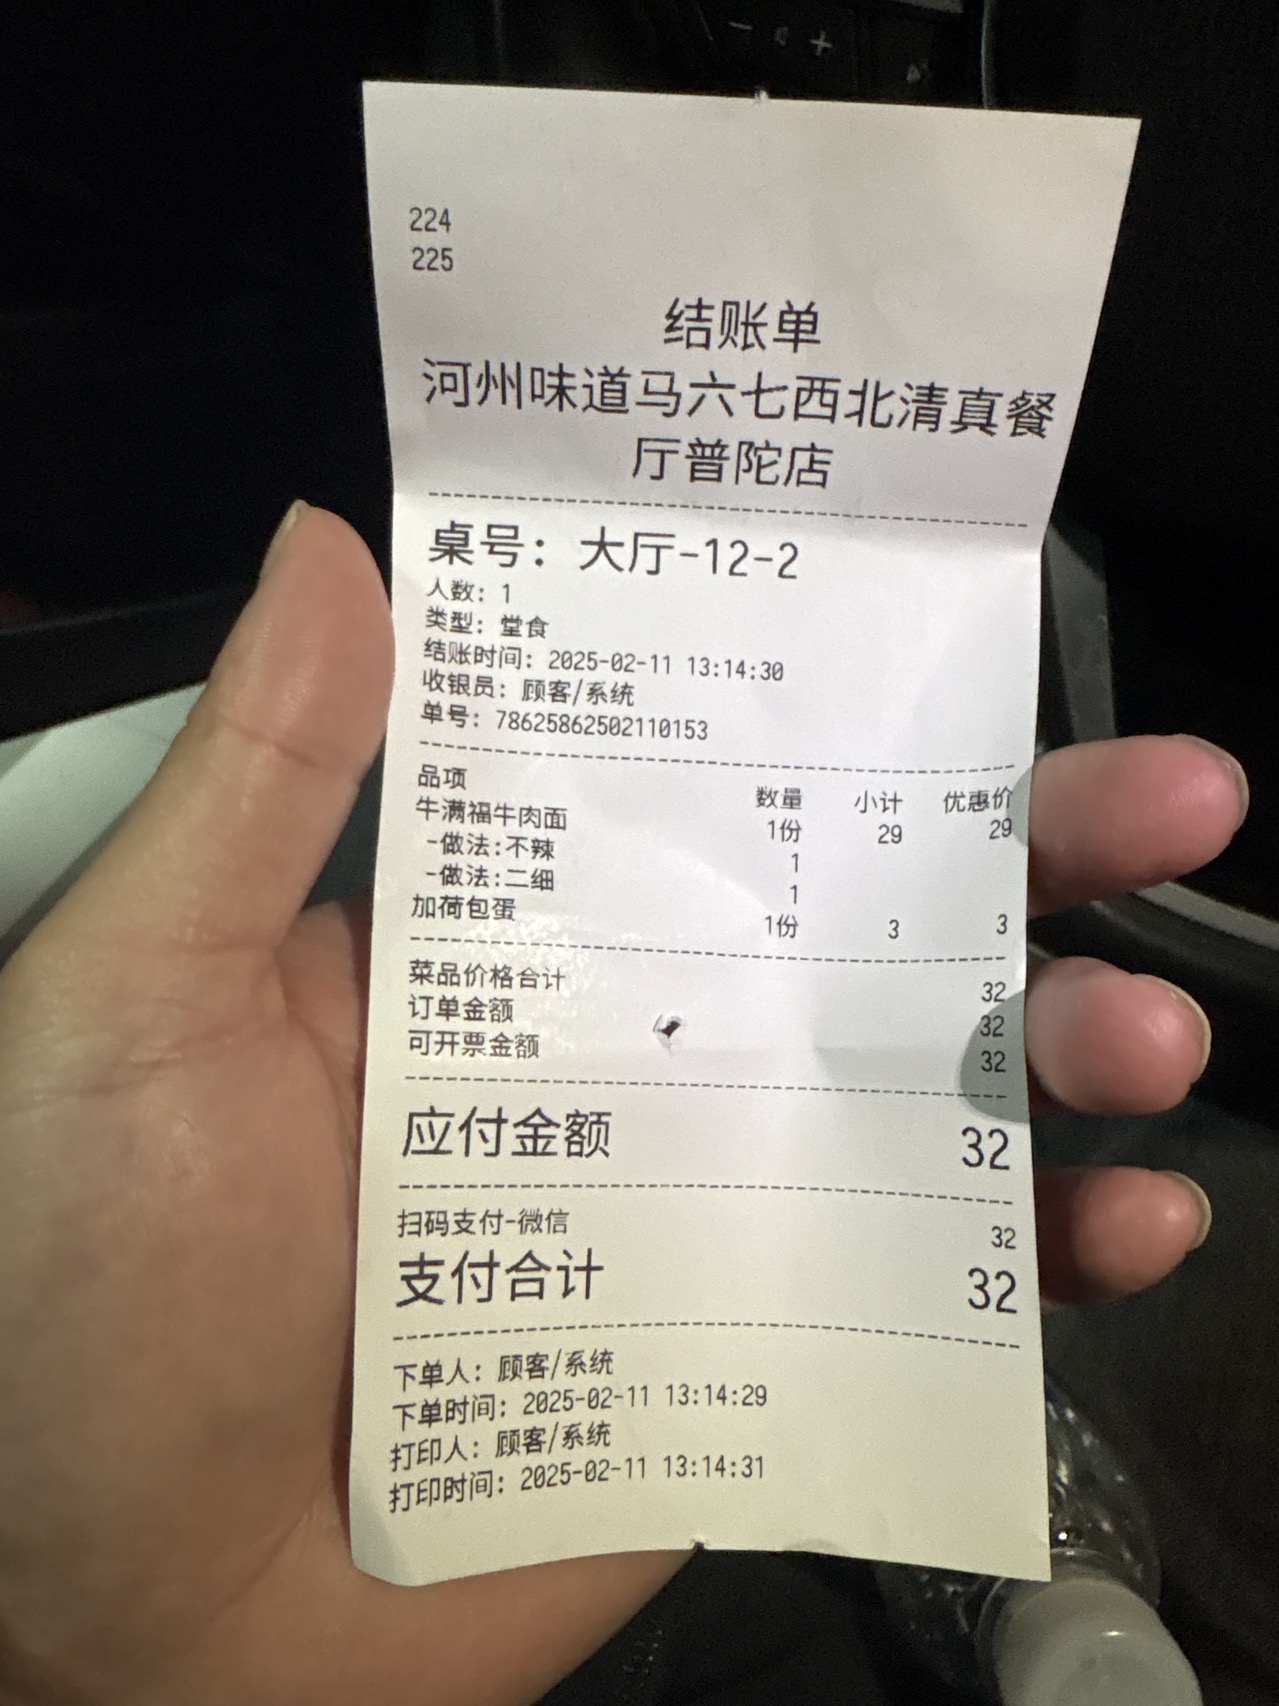 224
225
结账单
河州味道马六七西北清真餐
厅普陀店
桌号：大厅-12-2
人数：1
类型：堂食
结账时间：2025-02-11 13:14:30
收银员：顾客/系统
单号：78625862502110153
品项 数量 小计 优惠价
牛满福牛肉面 1份 29 29
-做法:不辣 1
-做法:二细 1
加荷包蛋 1份 3 3
菜品价格合计 32
订单金额 32
可开票金额 32
应付金额 32
扫码支付-微信 32
支付合计 32
下单人：顾客/系统
下单时间：2025-02-11 13:14:29
打印人：顾客/系统
打印时间：2025-02-11 13:14:31